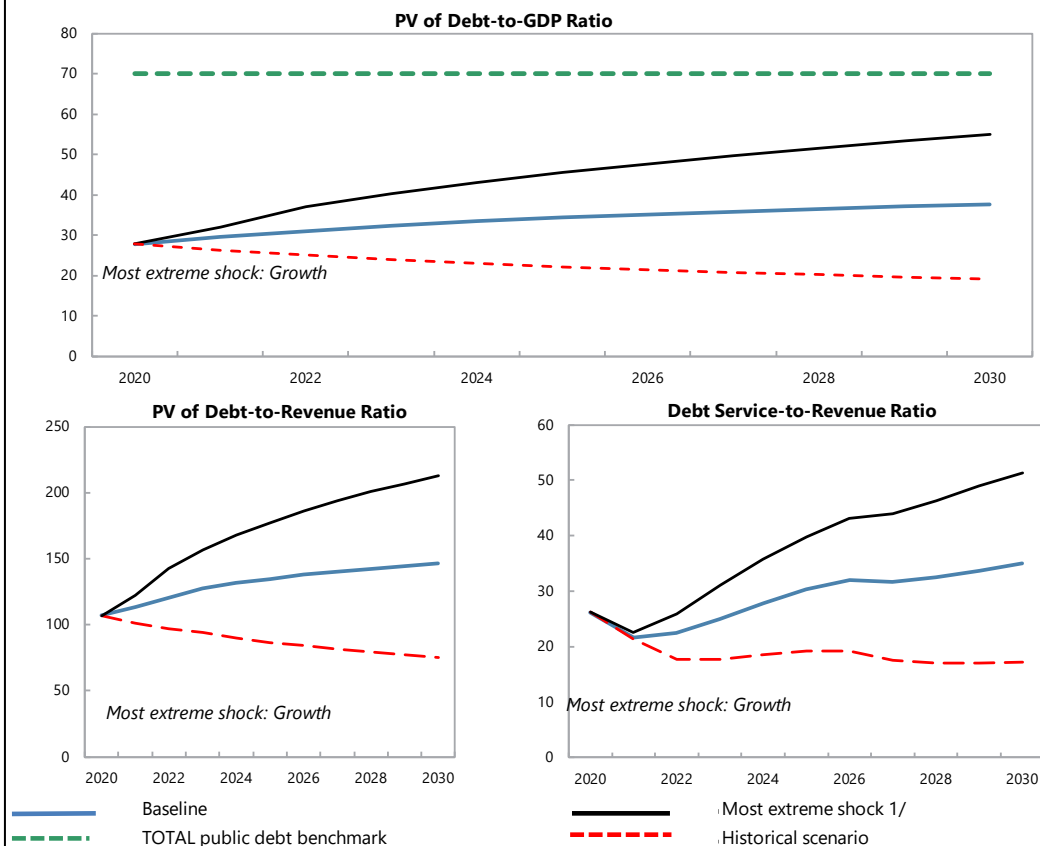 PV of Debt-to-GDP Ratio
80
70
60
50
40
30
20
10
0
Most extreme shock: Growth
2020 2022 2024 2026 2028 2030
PV of Debt-to-Revenue Ratio
250
200
150
100
50
0
Most extreme shock: Growth
2020 2022 2024 2026 2028 2030
Debt Service-to-Revenue Ratio
60
50
40
30
20
10
0
Most extreme shock: Growth
2020 2022 2024 2026 2028 2030
Baseline
Most extreme shock 1/
TOTAL public debt benchmark
Historical scenario